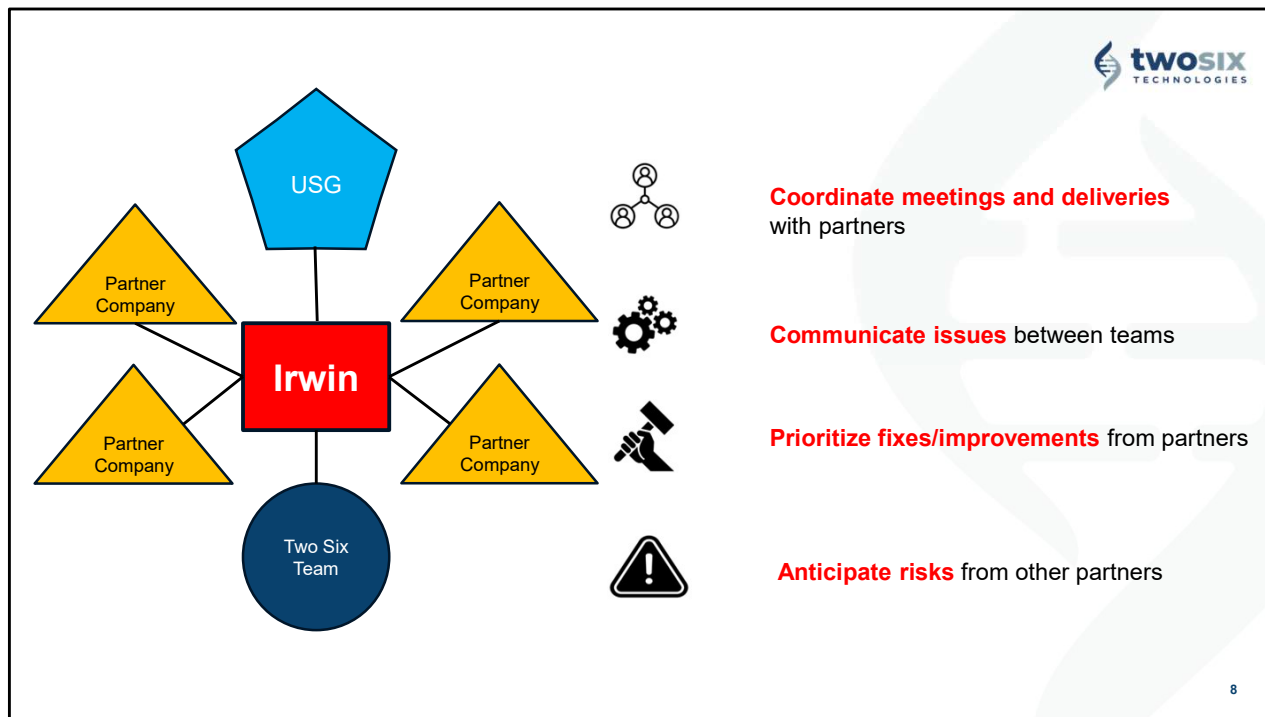 twosix
TECHNOLOGIES
USG
Partner
Company
Partner
Company
Irwin
Partner
Company
Partner
Company
Two Six
Team
Coordinate meetings and deliveries
with partners
Communicate issues between teams
Prioritize fixes/improvements from partners
Anticipate risks from other partners
8